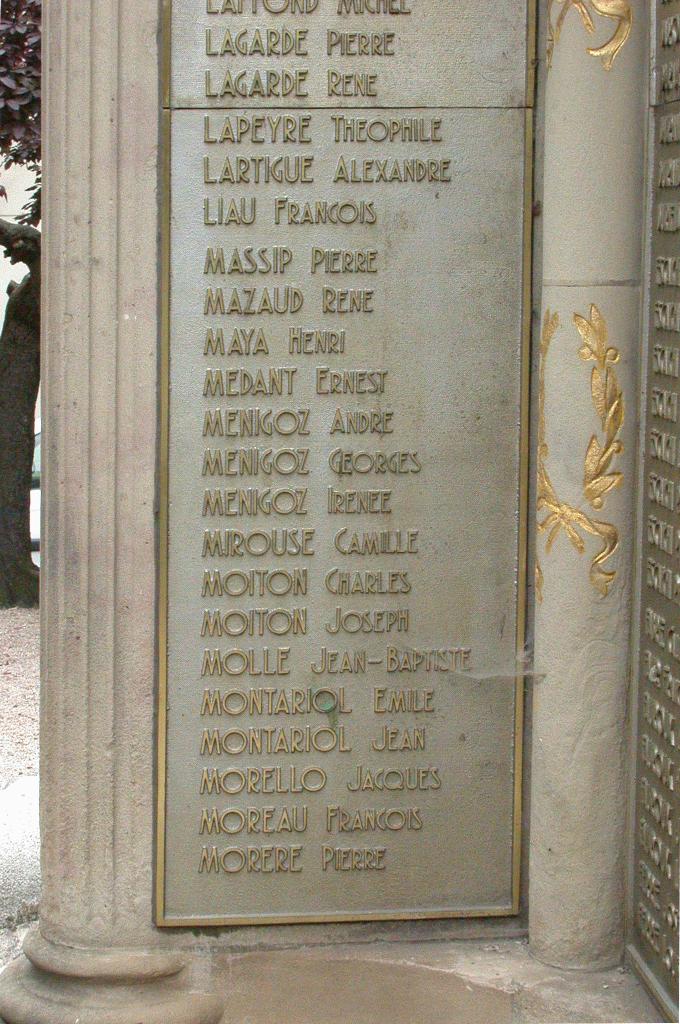 LAFFOND MICHEL
LAGARDE PIERRE
LAGARDE RENE
LAPEYRE THEOPHILE
LARTIGUE ALEXANDRE
LIAU FRANCOIS
MASSIP PIERRE
MAZAUD RENE
MAYA HENRI
MEDANT ERNEST
MENIGOZ ANDRE
MENIGOZ GEORGES
MENIGOZ IRENEE
MIROUSE CAMILLE
MOITON CHARLES
MOITON JOSEPH
MOLLE JEAN-BAPTISTE
MONTARIOL EMILE
MONTARIOL JEAN
MORELLO JACQUES
MOREAU FRANCOIS
MORERE PIERRE